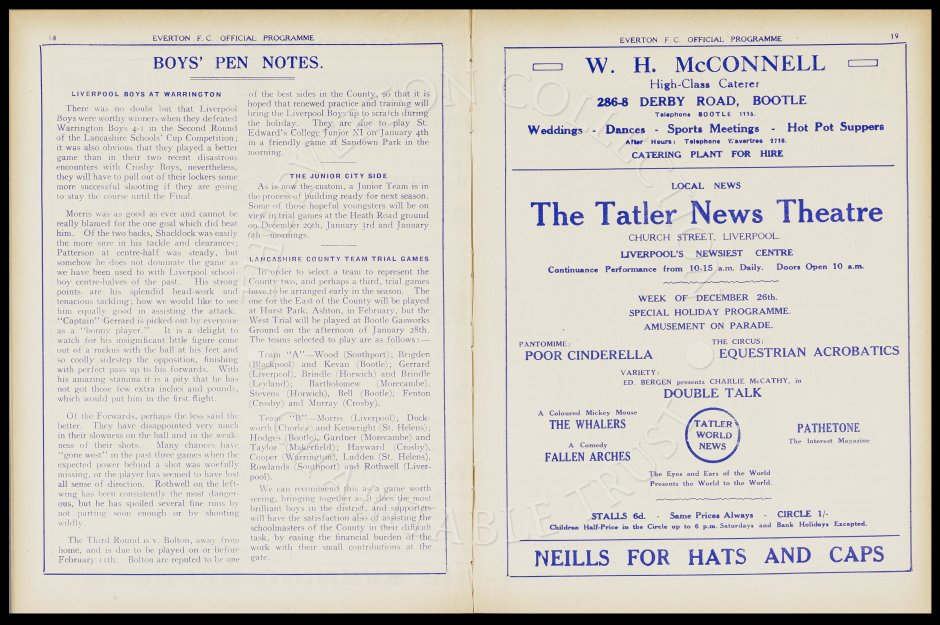 18
EVERTON F.C. OFFICIAL PROGRAMME
BOYS' PEN NOTES.
LIVERPOOL BOYS AT WARRINGTON
There was no doubt but that Liverpool
Boys were worthy winners when they defeated
Warrington Boys 4-1 in the Second Round
of the Lancashire Schools' Cup Competition;
it was also obvious that they played a better
game than in their two recent disastrous
encounters with Crosby Boys, nevertheless,
they will have to pull out of their lockers some
more successful shooting if they are going
to stay the course until the Final.
Morris was as good as ever and cannot be
really blamed for the one goal which did beat
him. Of the two backs, Shacklock was easily
the more sure in his tackle and clearances.
Patterson at centre-half was steady, but
somehow he does not dominate the game as
we have been used to with Liverpool school-
boy centre-halves of the past. His strong
points are his splendid head-work and
tenacious tackling; how we would like to see
him equally good in assisting the attack.
"Captain" Gerrard is picked out by everyone
as a "bonny player." It is a delight to
watch for his insignificant little figure come
out of a ruckus with the ball at his feet and
so coolly sidestep the opposition, finishing
with perfect pass up to his forwards. With
his amazing stamina it is a pity that he has
not got those few extra inches and pounds,
which would put him in the first flight.
Of the Forwards, perhaps the less said the
better. They have disappointed very much
in their slowness on the ball and in the weak-
ness of their shots. Many chances have
"gone west" in the past three games when the
expected power behind a shot was woefully
missing, or the player has seemed to have lost
all sense of direction. Rothwell on the left-
wing has been consistently the most danger-
ous, but he has spoiled several fine runs by
not parting soon enough or by shooting
wildly.
The Third Round is v. Bolton, away from
home, and is due to be played on or before
February 11th. Bolton are reputed to be one
of the best sides in the County, so that it is
hoped that renewed practice and training will
bring the Liverpool Boys up to scratch during
the holiday. They are due to play St.
Edward's College Junior XI on January 4th
in a friendly game at Sandown Park in the
morning.
THE JUNIOR CITY SIDE
As is now the custom, a Junior Team is in
the process of building ready for next season.
Some of those hopeful youngsters will be on
view in trial games at the Heath Road ground
on December 29th, January 3rd and January
6th—mornings.
LANCASHIRE COUNTY TEAM TRIAL GAMES
In order to select a team to represent the
County two, and perhaps a third, trial games
have to be arranged early in the season. The
one for the East of the County will be played
at Hurst Park, Ashton, in February, but the
West Trial will be played at Bootle Gasworks
Ground on the afternoon of January 28th.
The teams selected to play are as follows:—
Team "A"—Wood (Southport); Brigden
(Blackpool) and Kevan (Bootle); Gerrard
(Liverpool), Brindle (Horwich) and Brindle
(Leyland); Bartholomew (Morecambe),
Stevens (Horwich), Bell (Bootle), Fenton
(Crosby) and Murray (Crosby).
Team "B"—Morris (Liverpool); Duck-
worth (Chorley) and Kenwright (St. Helens);
Hodges (Bootle), Gardner (Morecambe) and
Taylor (Makerfield); Hayward (Crosby),
Cooper (Warrington), Ludden (St. Helens),
Rowlands (Southport) and Rothwell (Liver-
pool).
We can recommend this as a game worth
seeing, bringing together as it does the most
brilliant boys in the district, and supporters
will have the satisfaction also of assisting the
schoolmasters of the County in their difficult
task, by easing the financial burden of the
work with their small contributions at the
gate.
EVERTON F.C. OFFICIAL PROGRAMME
19
W. H. McCONNELL
High-Class Caterer
286-8 DERBY ROAD, BOOTLE
Telephone BOOTLE 1115.
Weddings - Dances - Sports Meetings - Hot Pot Suppers
After Hours: Telephone Wavertree 2719.
CATERING PLANT FOR HIRE
LOCAL NEWS
The Tatler News Theatre
CHURCH STREET, LIVERPOOL.
LIVERPOOL'S NEWSIEST CENTRE
Continuance Performance from 10-15 a.m. Daily. Doors Open 10 a.m.
WEEK OF DECEMBER 26th.
SPECIAL HOLIDAY PROGRAMME.
AMUSEMENT ON PARADE.
PANTOMIME:
POOR CINDERELLA
THE CIRCUS:
EQUESTRIAN ACROBATICS
VARIETY:
ED. BERGEN presents CHARLIE McCATHY, in
DOUBLE TALK
A Coloured Mickey Mouse
THE WHALERS
A Comedy
FALLEN ARCHES
TATLER
WORLD
NEWS
PATHETONE
The Interest Magazine
The Eyes and Ears of the World
Presents the World to the World.
STALLS 6d. - Same Prices Always - CIRCLE 1/-
Children Half-Price in the Circle up to 6 p.m. Saturdays and Bank Holidays Excepted.
NEILLS FOR HATS AND CAPS